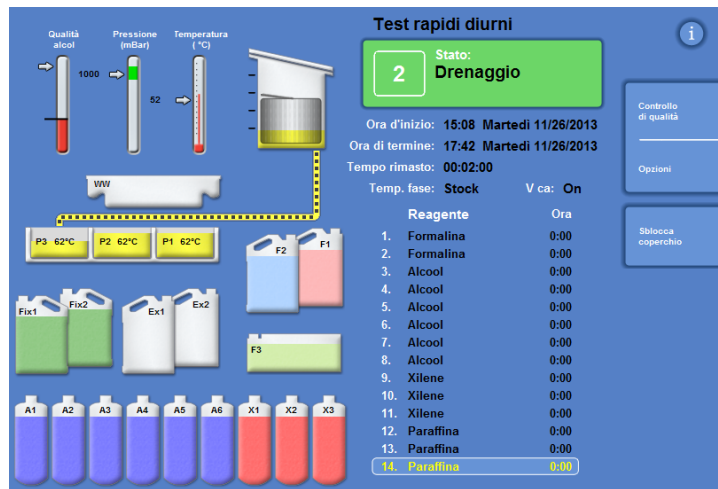 Test rapidi diurni
i
Qualità alcol
Pressione (mBar)
Temperatura ( °C)
1000
52
2
Stato:
Drenaggio
Controllo di qualità
Opzioni
Sblocca coperchio
Ora d'inizio: 15:08 Martedì 11/26/2013
Ora di termine: 17:42 Martedì 11/26/2013
Tempo rimasto: 00:02:00
Temp. fase: Stock V ca: On
Reagente Ora
1. Formalina 0:00
2. Formalina 0:00
3. Alcool 0:00
4. Alcool 0:00
5. Alcool 0:00
6. Alcool 0:00
7. Alcool 0:00
8. Alcool 0:00
9. Xilene 0:00
10. Xilene 0:00
11. Xilene 0:00
12. Paraffina 0:00
13. Paraffina 0:00
14. Paraffina 0:00
WW
P3 62°C P2 62°C P1 62°C
F2 F1
Fix1 Fix2 Ex1 Ex2
F3
A1 A2 A3 A4 A5 A6 X1 X2 X3